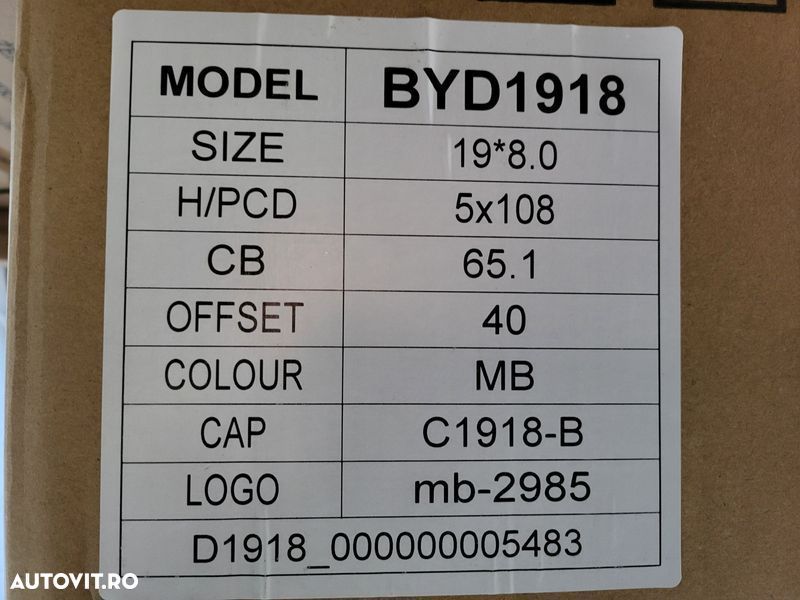 MODEL BYD1918
SIZE 19*8.0
H/PCD 5x108
CB 65.1
OFFSET 40
COLOUR MB
CAP C1918-B
LOGO mb-2985
D1918_000000005483
AUTOVIT.RO